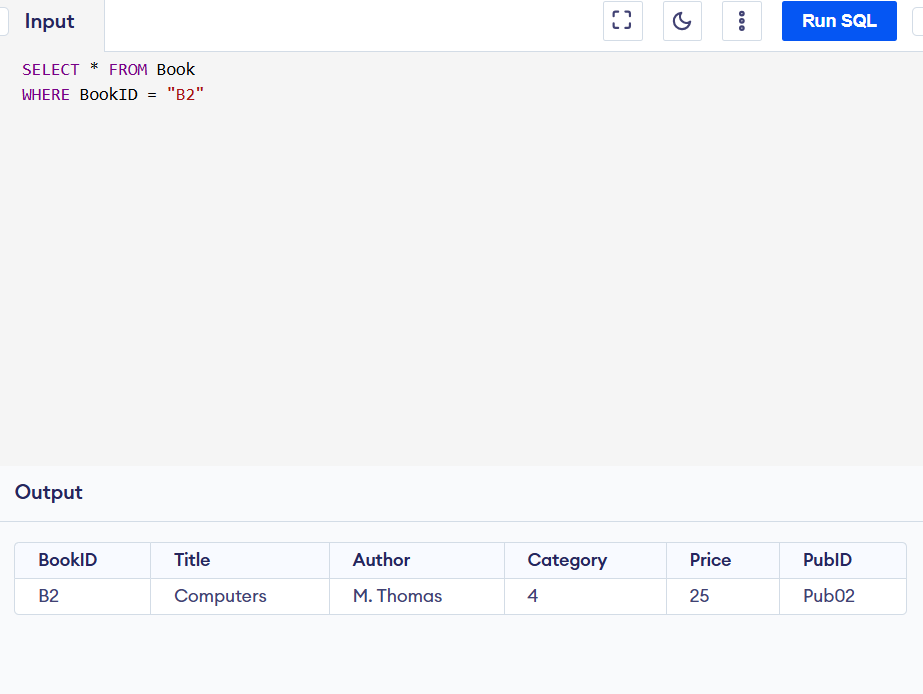 Input
Run SQL
SELECT * FROM Book
WHERE BookID = "B2"
Output
BookID Title Author Category Price PubID
B2 Computers M. Thomas 4 25 Pub02